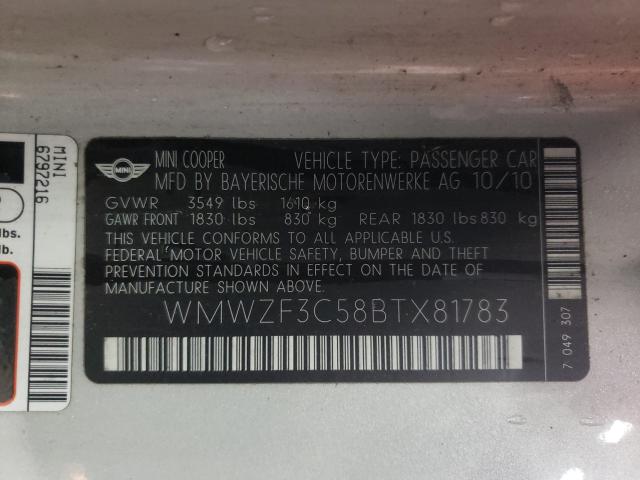 MINI
MINI COOPER VEHICLE TYPE: PASSENGER CAR
MFD BY BAYERISCHE MOTORENWERKE AG 10/10
GVWR 3549 lbs 1610 kg
GAWR FRONT 1830 lbs 830 kg REAR 1830 lbs 830 kg
THIS VEHICLE CONFORMS TO ALL APPLICABLE U.S.
FEDERAL MOTOR VEHICLE SAFETY, BUMPER AND THEFT
PREVENTION STANDARDS IN EFFECT ON THE DATE OF
MANUFACTURE SHOWN ABOVE.
WMWZF3C58BTX81783
7 049 307
MINI
6797216
lbs.
lb.